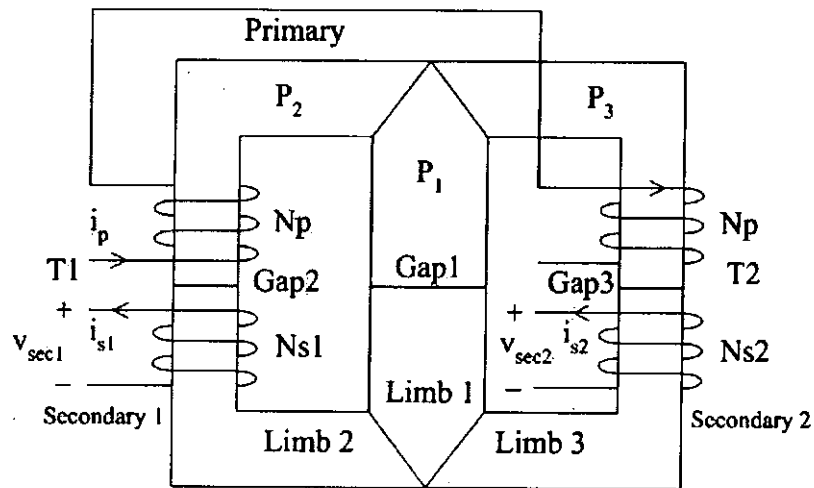 Primary
P2
P3
P1
ip
Np
Np
T1
Gap2
Gap1
Gap3
T2
+
is1
vsec1
Ns1
−
+
is2
vsec2
Ns2
−
Limb 1
Secondary 1
Limb 2
Limb 3
Secondary 2